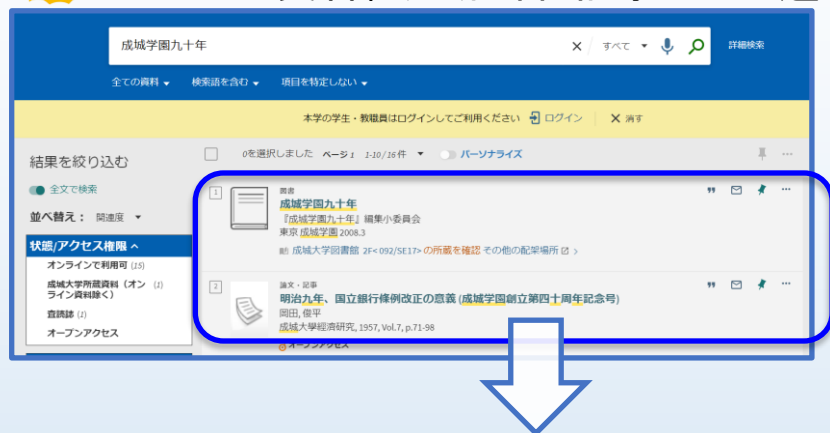 成城学園九十年
すべて
詳細検索
全ての資料
検索語を含む
項目を特定しない
本学の学生・教職員はログインしてご利用ください ログイン 消す
結果を絞り込む
0を選択しました ページ 1 1-10/16件 パーソナライズ
全文で検索
並べ替え： 関連度
状態/アクセス権限
オンラインで利用可 (15)
成城大学所蔵資料（オンライン資料除く） (1)
査読誌 (1)
オープンアクセス
1
図書
成城学園九十年
『成城学園九十年』編集小委員会
東京 成城学園 2008.3
成城大学図書館 2F< 092/SE17> の所蔵を確認 その他の配架場所
2
論文・記事
明治九年、国立銀行條例改正の意義 (成城学園創立第四十周年記念号)
岡田, 俊平
成城大學經濟研究, 1957, Vol.7, p.71-98
オープンアクセス